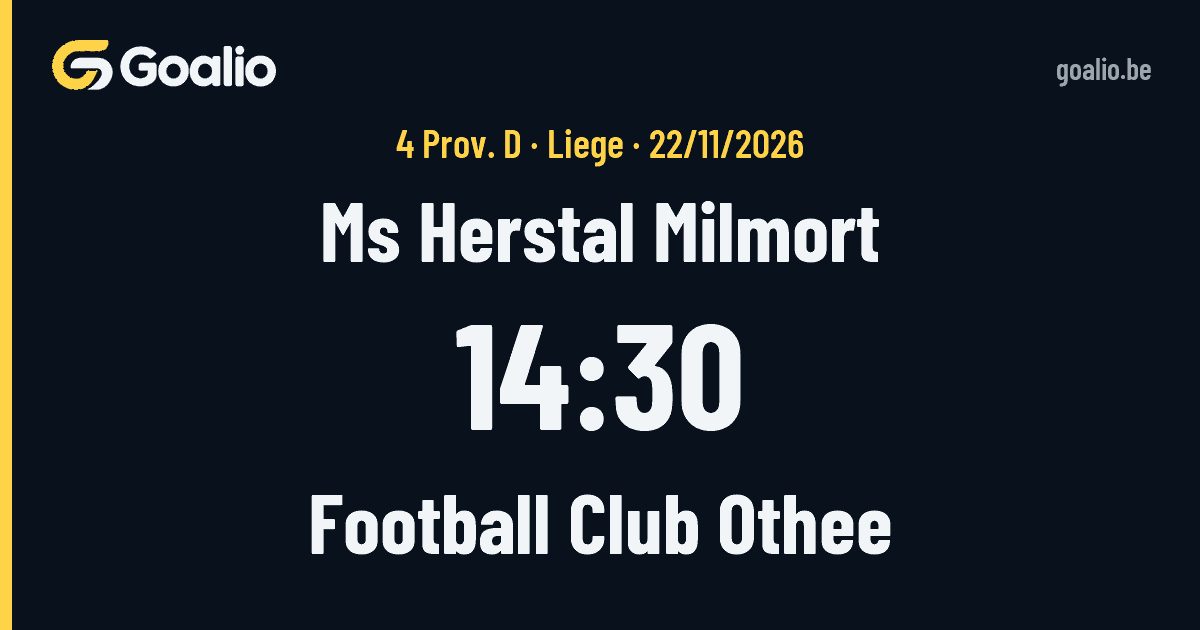 Goalio
goalio.be
4 Prov. D · Liege · 22/11/2026
Ms Herstal Milmort
14:30
Football Club Othee